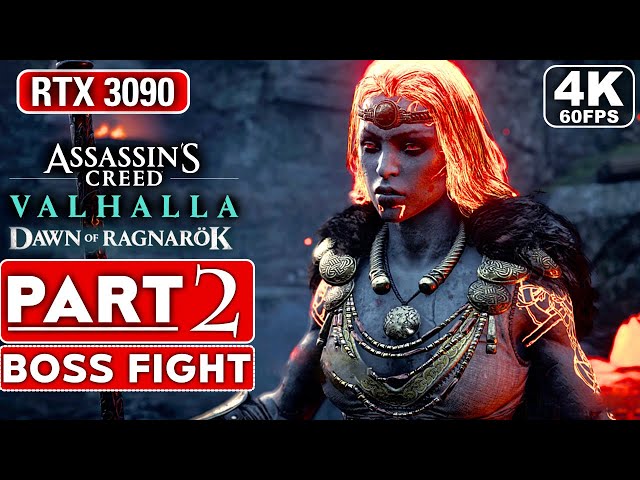 RTX 3090
4K
60FPS
ASSASSIN'S
CREED
VALHALLA
DAWN OF RAGNARÖK
PART 2
BOSS FIGHT